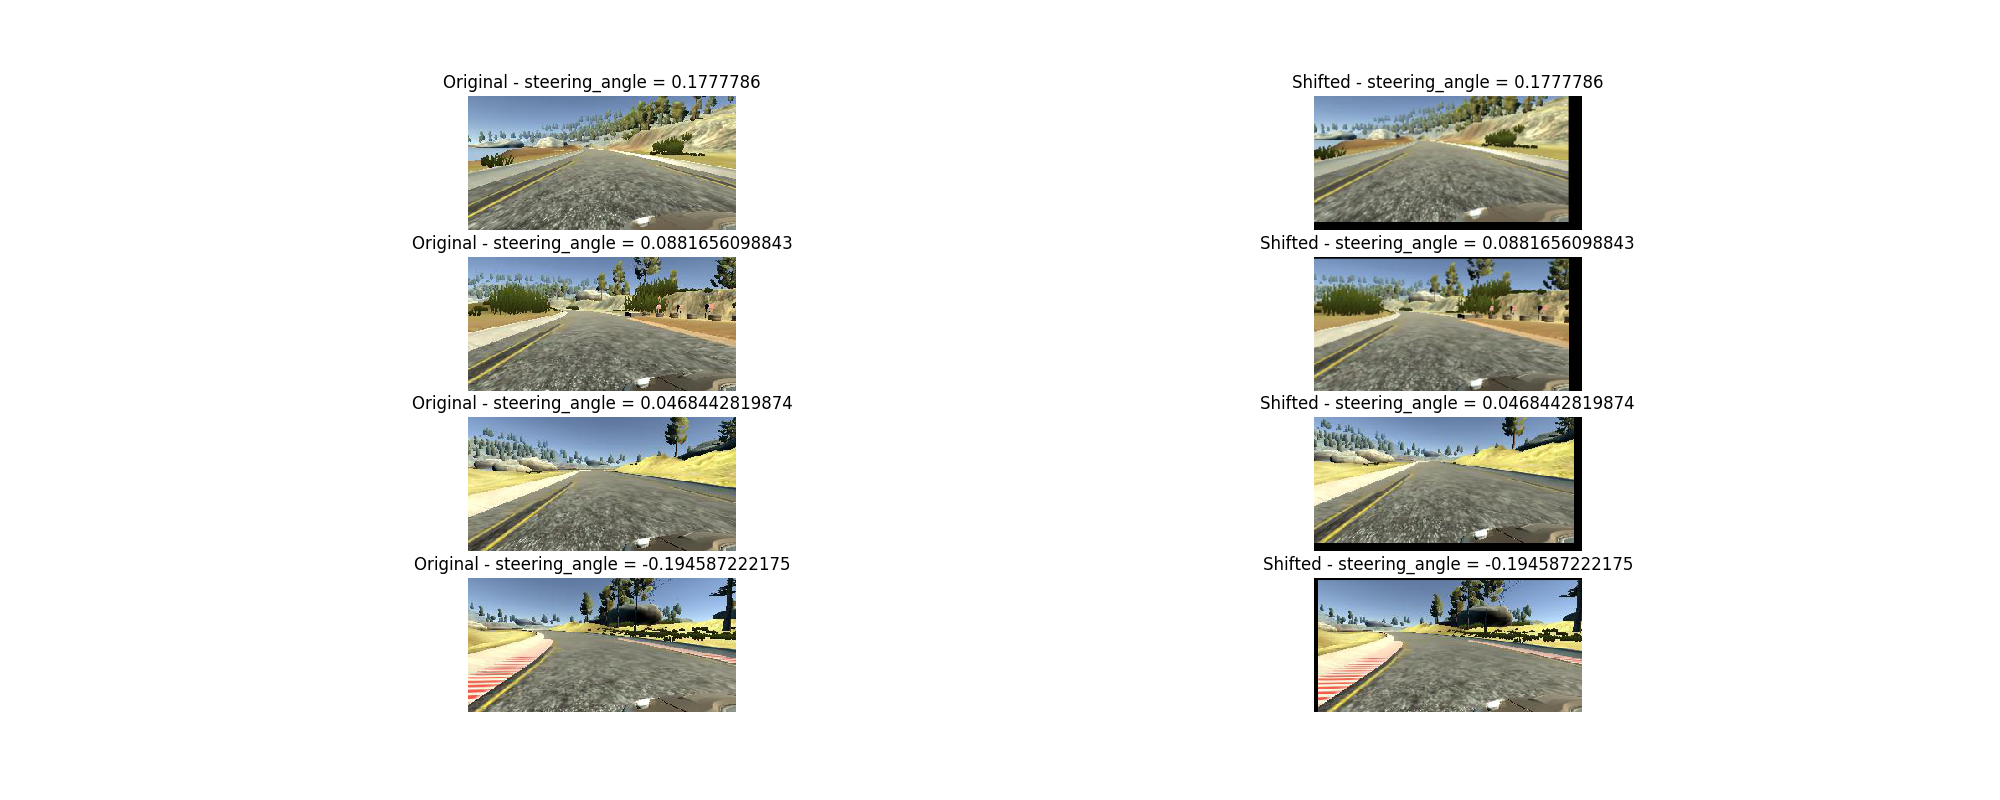 Original - steering_angle = 0.1777786
Shifted - steering_angle = 0.1777786
Original - steering_angle = 0.0881656098843
Shifted - steering_angle = 0.0881656098843
Original - steering_angle = 0.0468442819874
Shifted - steering_angle = 0.0468442819874
Original - steering_angle = -0.194587222175
Shifted - steering_angle = -0.194587222175